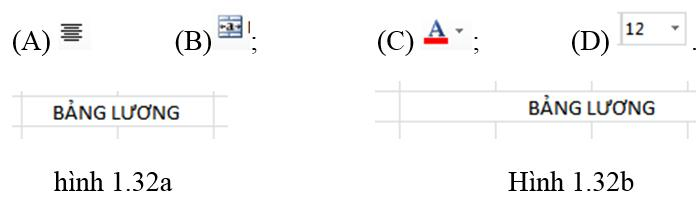 (A) (B) a ; (C) A ; (D) 12 .
BẢNG LƯƠNG BẢNG LƯƠNG
hình 1.32a Hình 1.32b